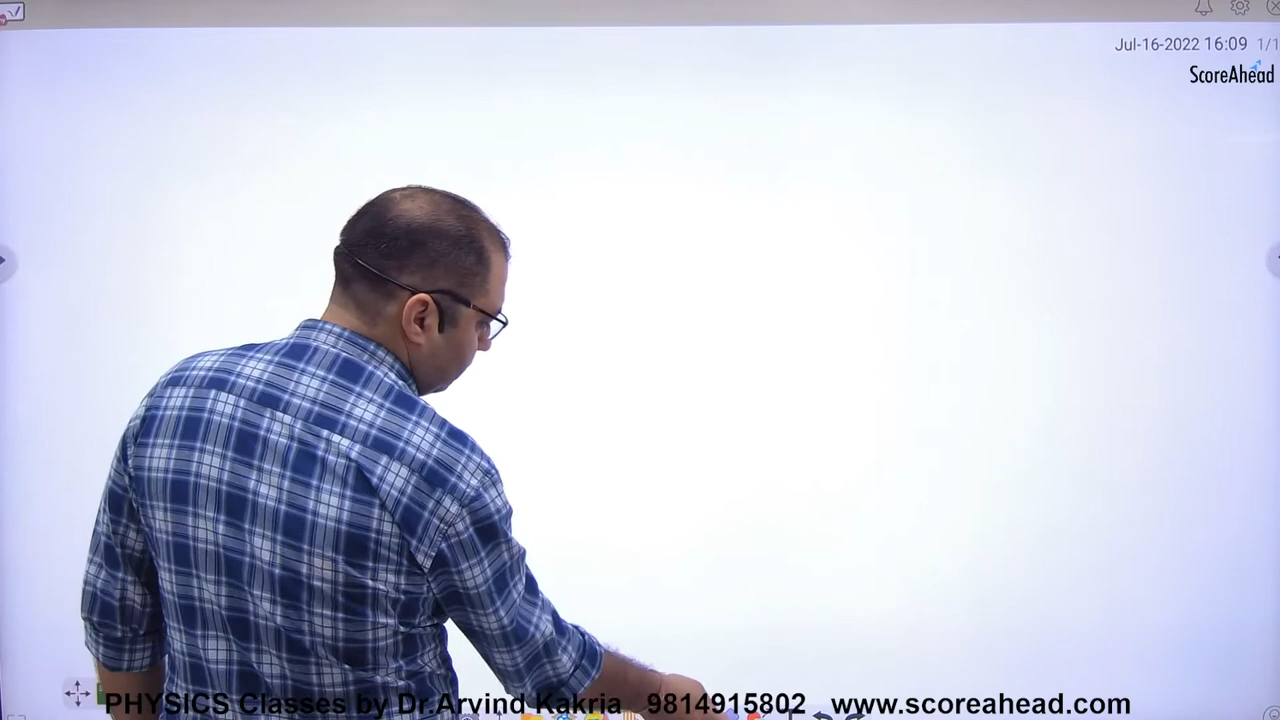 Jul-16-2022 16:09 1/1
ScoreAhead
PHYSICS Classes by Dr.Arvind Kakria 9814915802 www.scoreahead.com